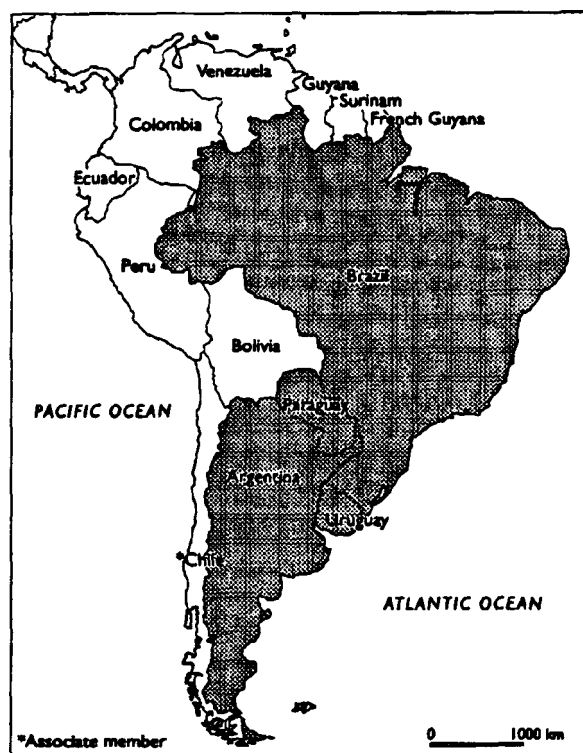 Venezuela
Guyana
Surinam
French Guyana
Colombia
Ecuador
Peru
Brazil
Bolivia
PACIFIC OCEAN
Paraguay
Argentina
Uruguay
*Chile
ATLANTIC OCEAN
*Associate member
0 1000 km